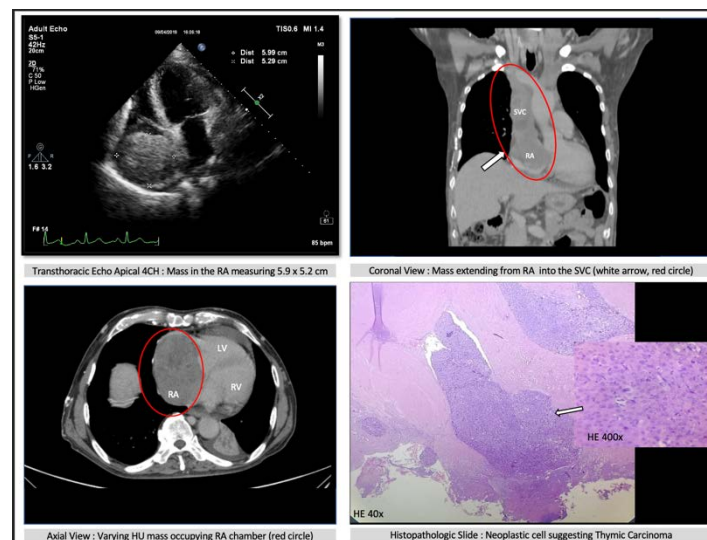 Adult Echo
TIS0.6 MI 1.4
S5-1
42Hz
20cm
M3
2D
71%
C 50
P Low
HGen
Dist 5.99 cm
Dist 5.29 cm
P
R
1.6 3.2
F# 14
85 bpm
Transthoracic Echo Apical 4CH : Mass in the RA measuring 5.9 x 5.2 cm
SVC
RA
Coronal View : Mass extending from RA into the SVC (white arrow, red circle)
LV
RA
RV
Axial View : Varying HU mass occupying RA chamber (red circle)
HE 400x
HE 40x
Histopathologic Slide : Neoplastic cell suggesting Thymic Carcinoma